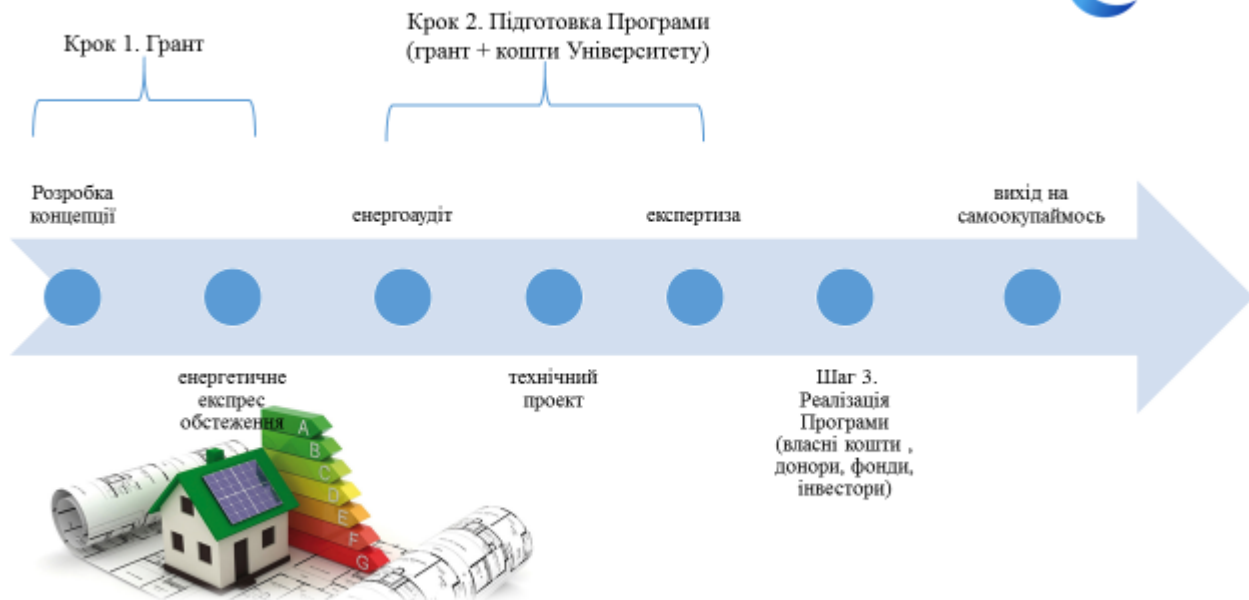 Крок 1. Грант
Крок 2. Підготовка Програми
(грант + кошти Університету)
Розробка
концепції
енергоаудіт
експертиза
вихід на
самоокупаймось
енергетичне
експрес
обстеження
технічний
проект
Шаг 3.
Реалізація
Програми
(власні кошти ,
донори, фонди,
інвестори)
A
B
C
D
E
F
G